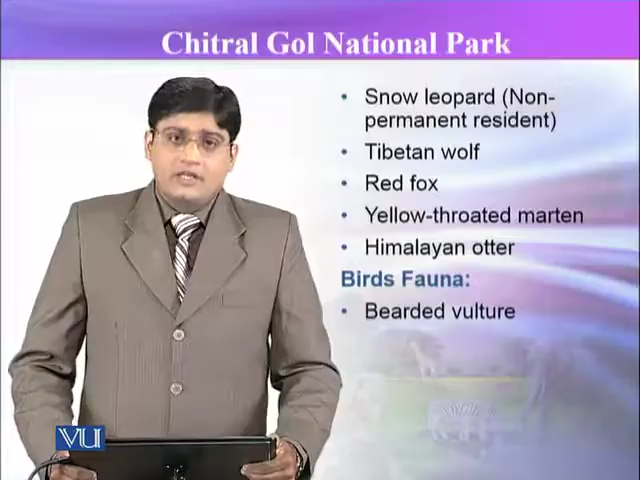 Chitral Gol National Park
• Snow leopard (Non-
permanent resident)
• Tibetan wolf
• Red fox
• Yellow-throated marten
• Himalayan otter
Birds Fauna:
• Bearded vulture
VU